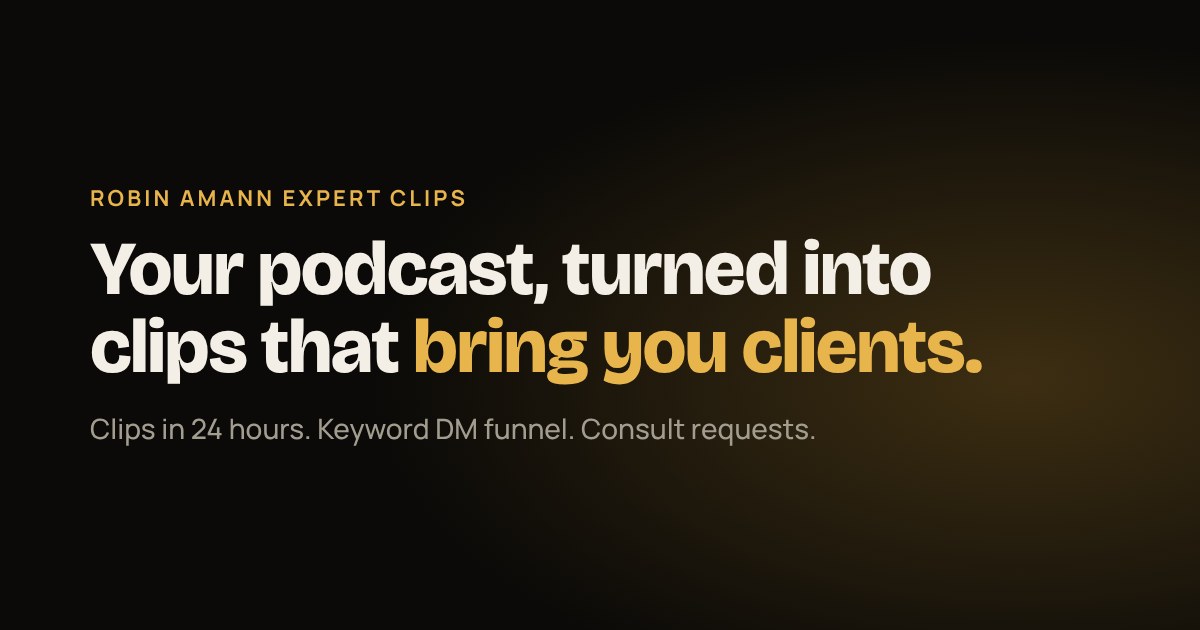 ROBIN AMANN EXPERT CLIPS
Your podcast, turned into
clips that bring you clients.
Clips in 24 hours. Keyword DM funnel. Consult requests.